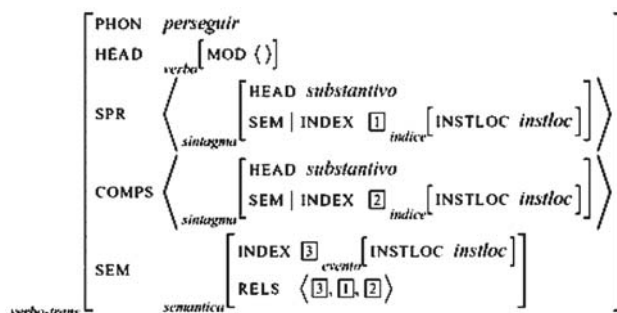 PHON perseguir
HEAD verbo[MOD ⟨⟩]
HEAD substantivo
SPR ⟨ sintagma[SEM | INDEX [1] indice[INSTLOC instloc]] ⟩
HEAD substantivo
COMPS ⟨ sintagma[SEM | INDEX [2] indice[INSTLOC instloc]] ⟩
INDEX [3] evento[INSTLOC instloc]
SEM semantica
RELS ⟨[3], [1], [2]⟩
verbo-trans